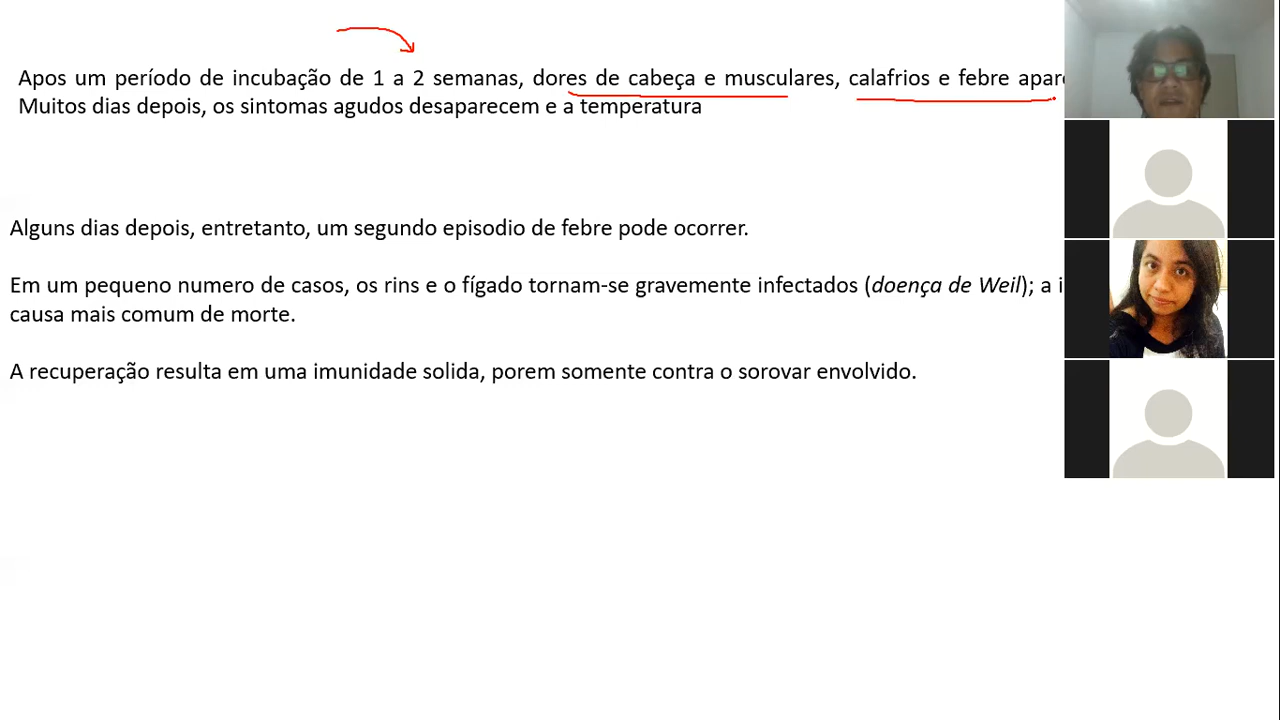 Apos um período de incubação de 1 a 2 semanas, dores de cabeça e musculares, calafrios e febre
Muitos dias depois, os sintomas agudos desaparecem e a temperatura
Alguns dias depois, entretanto, um segundo episodio de febre pode ocorrer.
Em um pequeno numero de casos, os rins e o fígado tornam-se gravemente infectados (doença de Weil); a
causa mais comum de morte.
A recuperação resulta em uma imunidade solida, porem somente contra o sorovar envolvido.